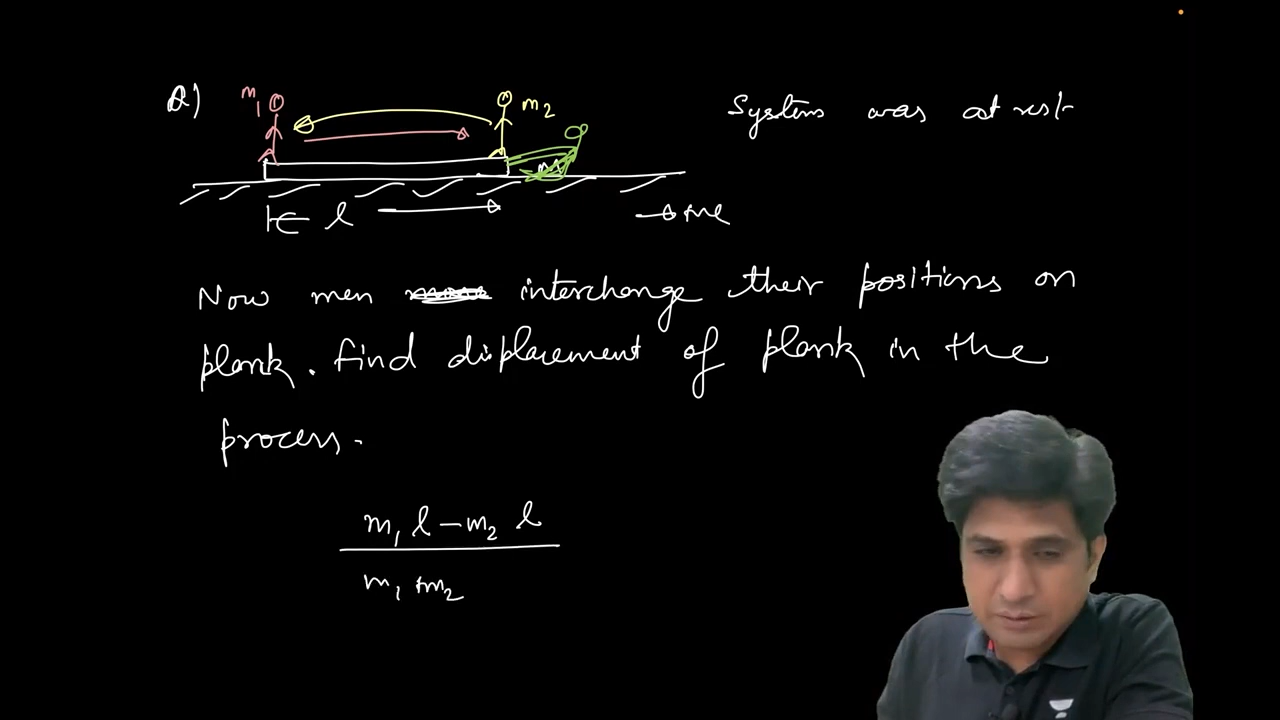 Q)
m₁
m₂
System was at rest
l
→ +ve
Now men interchange their positions on
plank. find displacement of plank in the
process.
m₁ l - m₂ l
m₁ + m₂